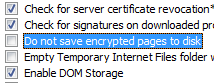 Check for server certificate revocation*
Check for signatures on downloaded pr
Do not save encrypted pages to disk
Empty Temporary Internet Files folder
Enable DOM Storage